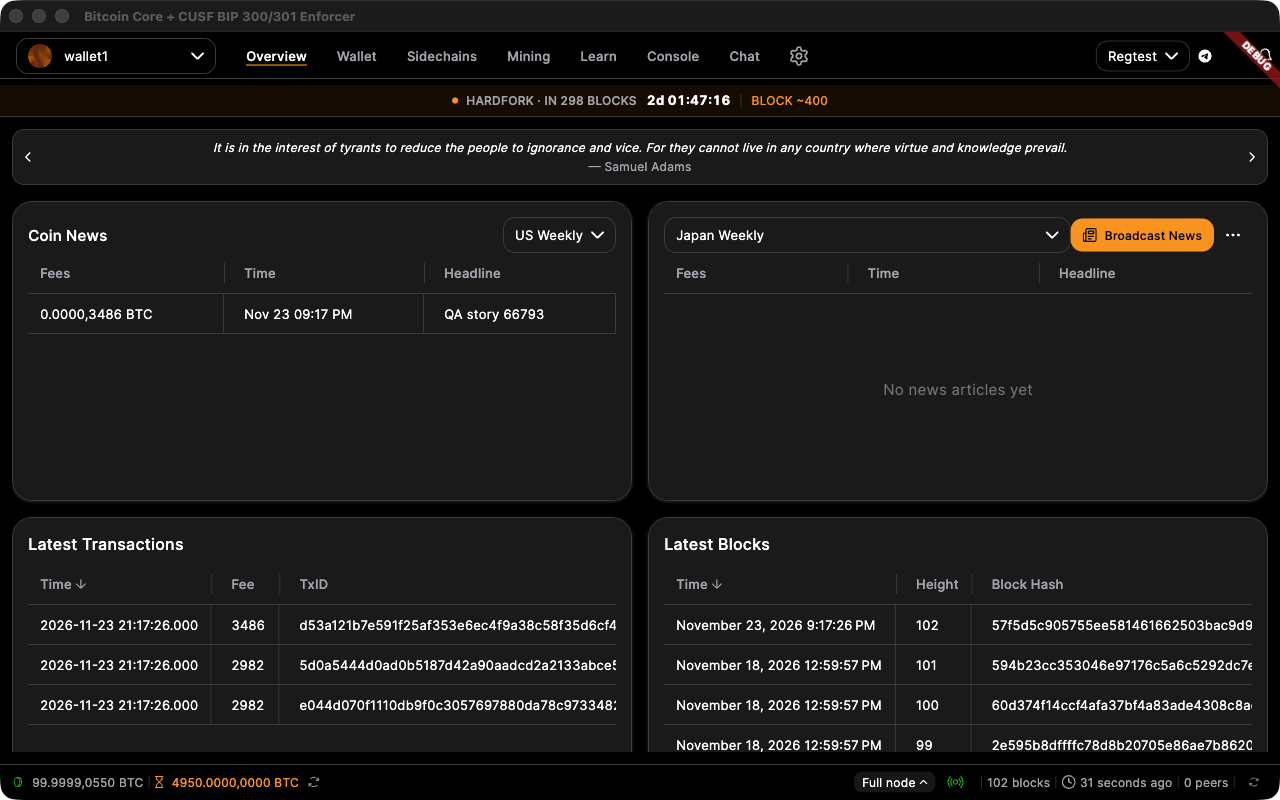 Bitcoin Core + CUSF BIP 300/301 Enforcer
wallet1
Overview
Wallet
Sidechains
Mining
Learn
Console
Chat
Regtest
DEBUG
HARDFORK · IN 298 BLOCKS 2d 01:47:16 BLOCK ~400
It is in the interest of tyrants to reduce the people to ignorance and vice. For they cannot live in any country where virtue and knowledge prevail.
— Samuel Adams
Coin News
US Weekly
Fees Time Headline
0.0000,3486 BTC Nov 23 09:17 PM QA story 66793
Japan Weekly
Broadcast News
Fees Time Headline
No news articles yet
Latest Transactions
Time Fee TxID
2026-11-23 21:17:26.000 3486 d53a121b7e591f25af353e6ec4f9a38c58f35d6cf4
2026-11-23 21:17:26.000 2982 5d0a5444d0ad0b5187d42a90aadcd2a2133abce5
2026-11-23 21:17:26.000 2982 e044d070f1110db9f0c3057697880da78c973348
Latest Blocks
Time Height Block Hash
November 23, 2026 9:17:26 PM 102 57f5d5c905755ee581461662503bac9d9
November 18, 2026 12:59:57 PM 101 594b23cc353046e97176c5a6c5292dc7e
November 18, 2026 12:59:57 PM 100 60d374f14ccf4afa37bf4a83ade4308c8a
November 18, 2026 12:59:57 PM 99 2e595b8dffffc78d8b20705e86ae7b8620
99.9999,0550 BTC
4950.0000,0000 BTC
Full node
102 blocks
31 seconds ago
0 peers